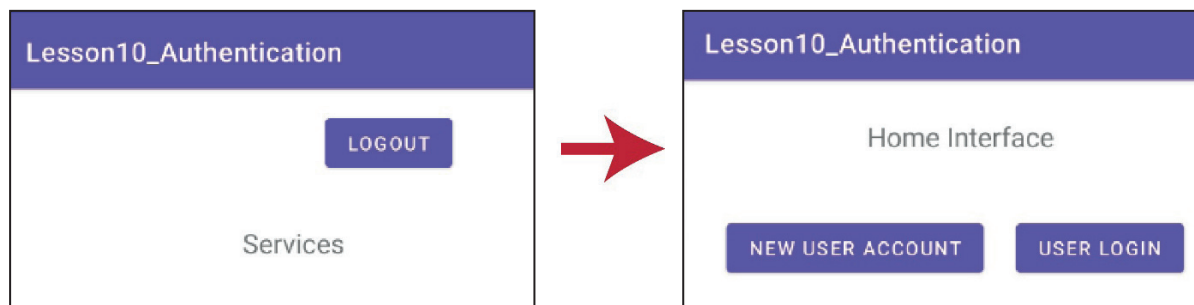 Lesson10_Authentication
LOGOUT
Services
Lesson10_Authentication
Home Interface
NEW USER ACCOUNT
USER LOGIN